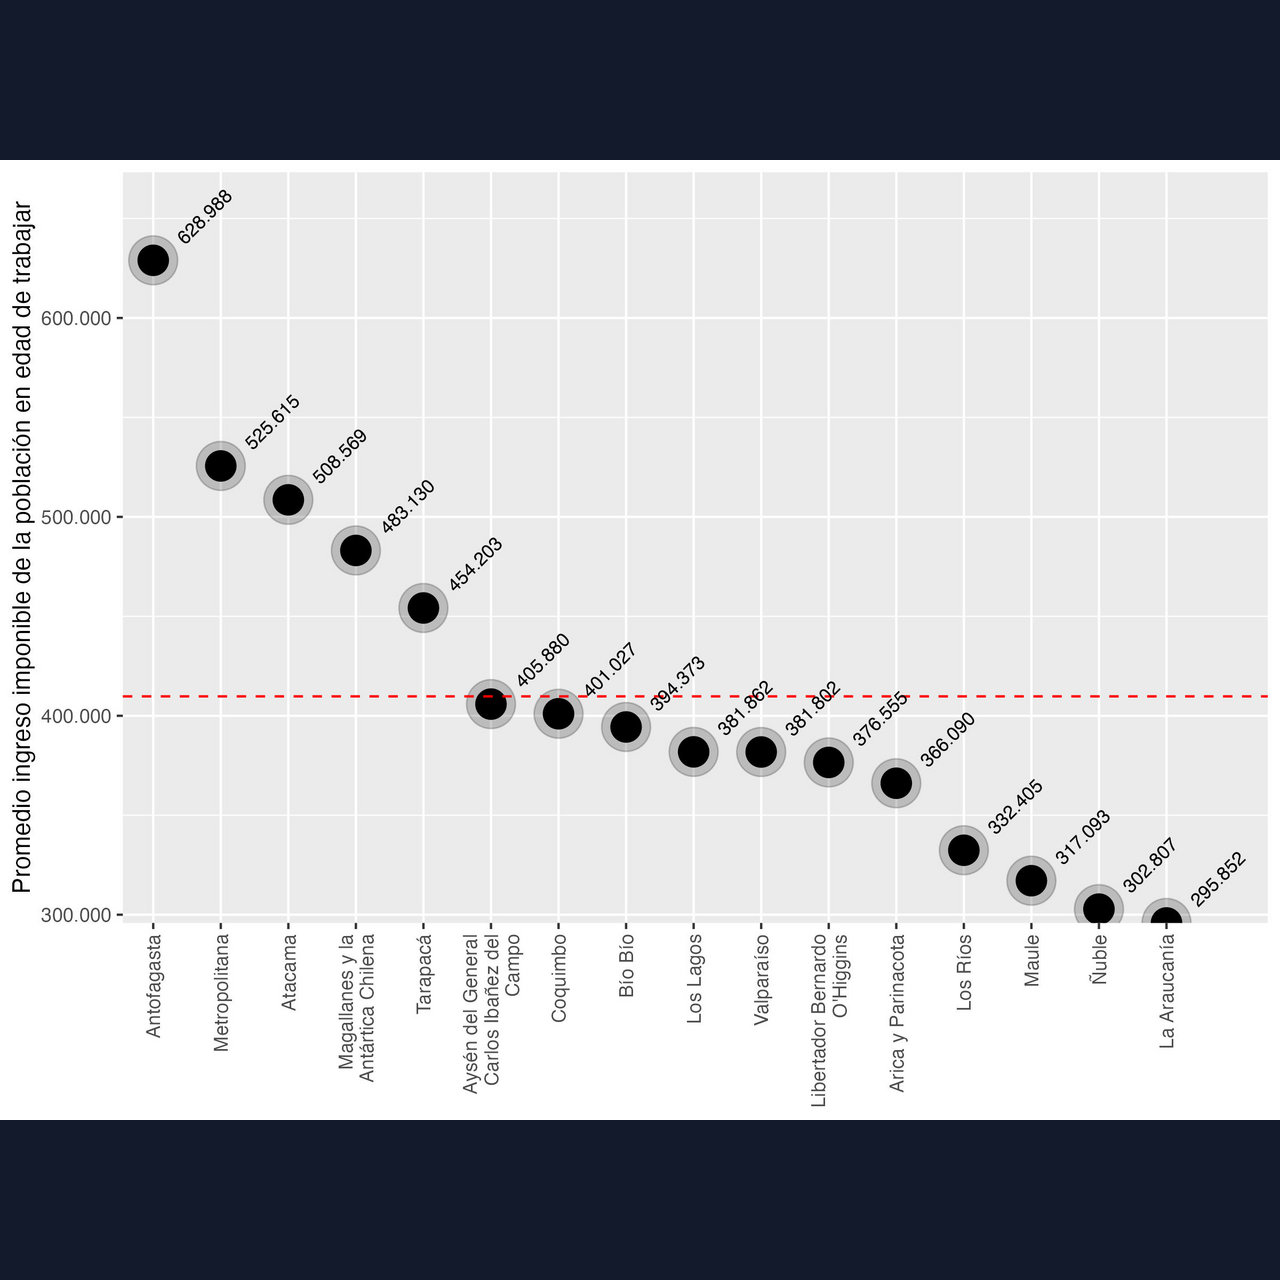 Promedio ingreso imponible de la población en edad de trabajar
600.000
500.000
400.000
300.000
628.988
525.615
508.569
483.130
454.203
405.880
401.027
394.373
381.862
381.802
376.555
366.090
332.405
317.093
302.807
295.852
Antofagasta
Metropolitana
Atacama
Magallanes y la
Antártica Chilena
Tarapacá
Aysén del General
Carlos Ibañez del
Campo
Coquimbo
Bío Bío
Los Lagos
Valparaíso
Libertador Bernardo
O'Higgins
Arica y Parinacota
Los Ríos
Maule
Ñuble
La Araucanía